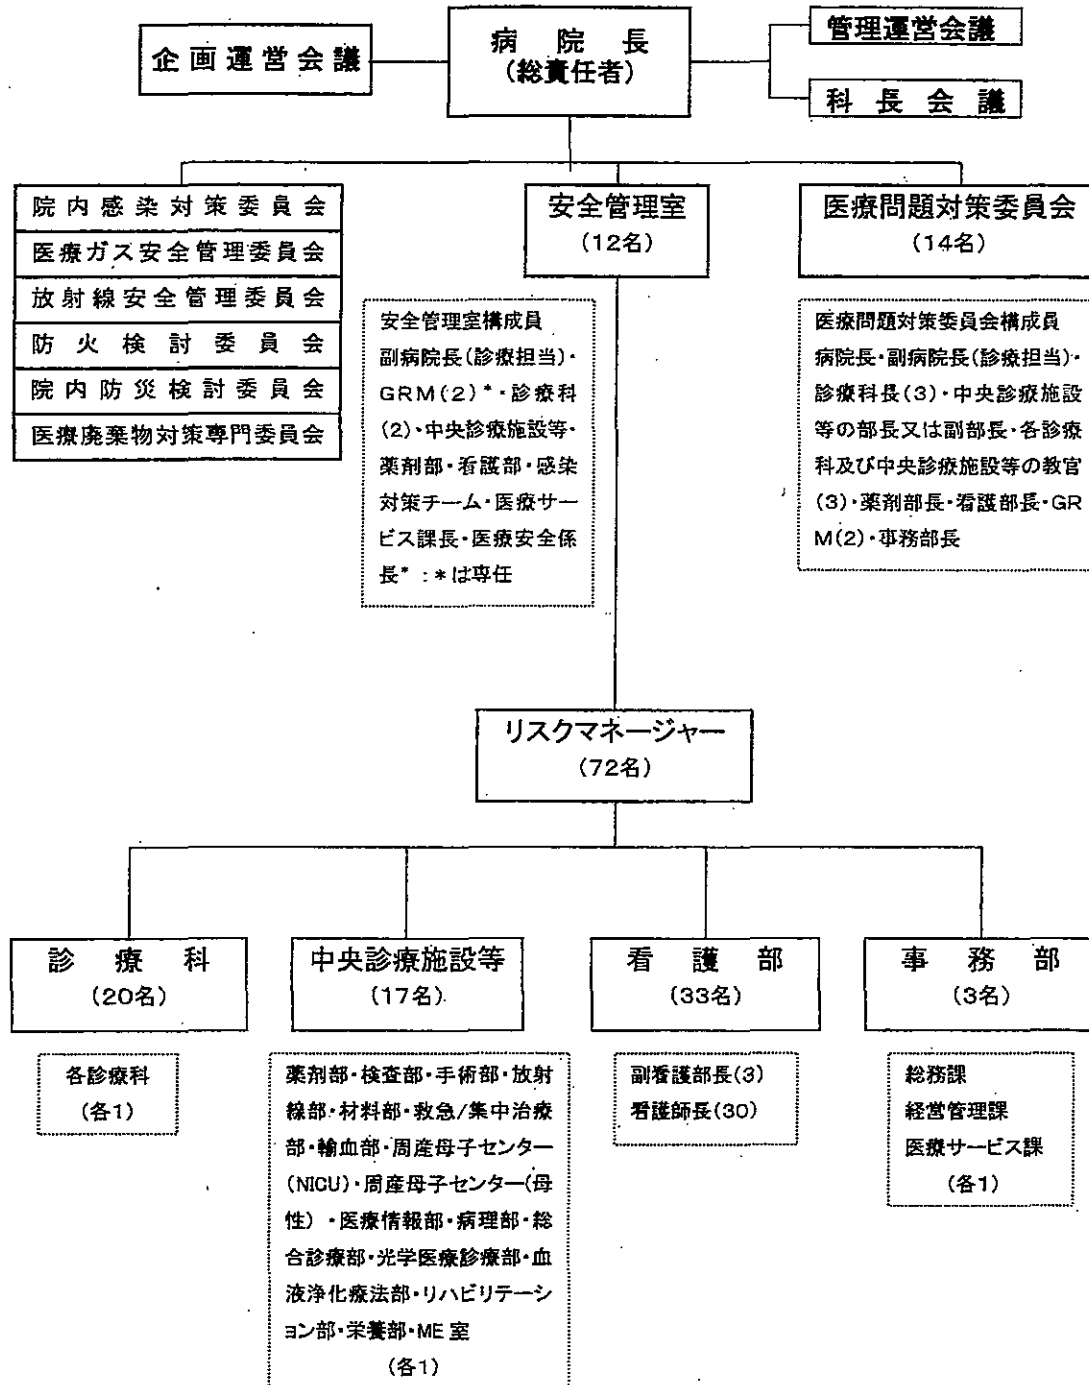 企画運営会議
病院長
(総責任者)
管理運営会議
科長会議
院内感染対策委員会
医療ガス安全管理委員会
放射線安全管理委員会
防火検討委員会
院内防災検討委員会
医療廃棄物対策専門委員会
安全管理室
(12名)
医療問題対策委員会
(14名)
安全管理室構成員
副病院長(診療担当)・
GRM(2)*・診療科
(2)・中央診療施設等・
薬剤部・看護部・感染
対策チーム・医療サー
ビス課長・医療安全係
長* :*は専任
医療問題対策委員会構成員
病院長・副病院長(診療担当)・
診療科長(3)・中央診療施設
等の部長又は副部長・各診療
科及び中央診療施設等の教官
(3)・薬剤部長・看護部長・GR
M(2)・事務部長
リスクマネージャー
(72名)
診療科
(20名)
中央診療施設等
(17名)
看護部
(33名)
事務部
(3名)
各診療科
(各1)
薬剤部・検査部・手術部・放射
線部・材料部・救急/集中治療
部・輸血部・周産母子センター
(NICU)・周産母子センター(母
性)・医療情報部・病理部・総
合診療部・光学医療診療部・血
液浄化療法部・リハビリテーシ
ョン部・栄養部・ME室
(各1)
副看護部長(3)
看護師長(30)
総務課
経営管理課
医療サービス課
(各1)